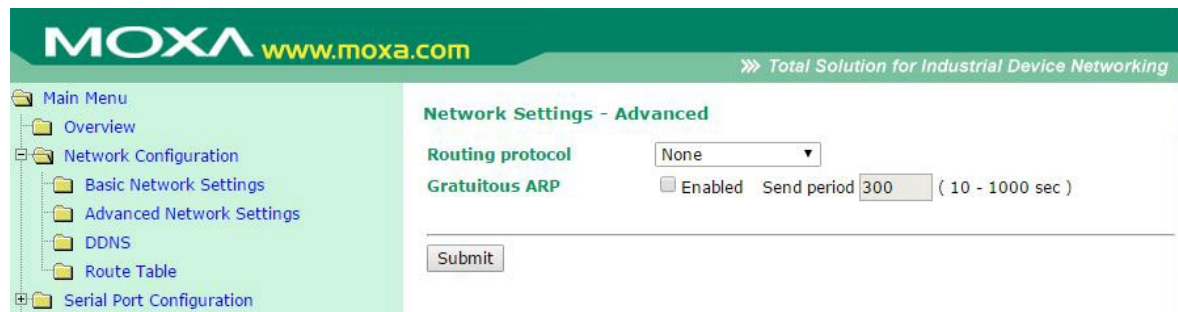 MOXA www.moxa.com
Total Solution for Industrial Device Networking
Main Menu
Overview
Network Configuration
Basic Network Settings
Advanced Network Settings
DDNS
Route Table
Serial Port Configuration
Network Settings - Advanced
Routing protocol None
Gratuitous ARP Enabled Send period 300 ( 10 - 1000 sec )
Submit